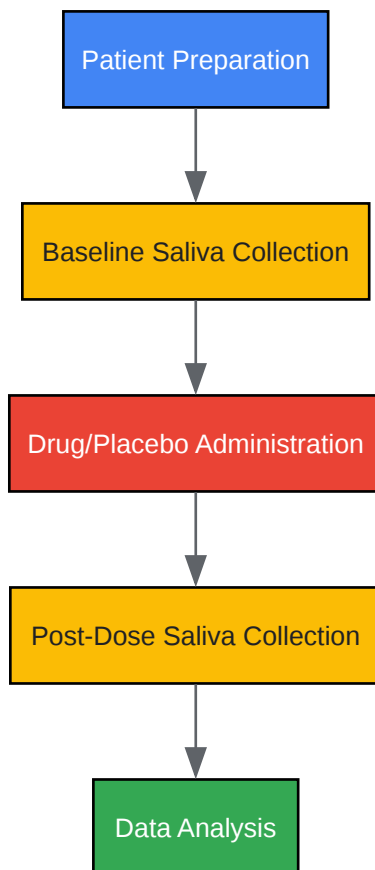 Patient Preparation
Baseline Saliva Collection
Drug/Placebo Administration
Post-Dose Saliva Collection
Data Analysis